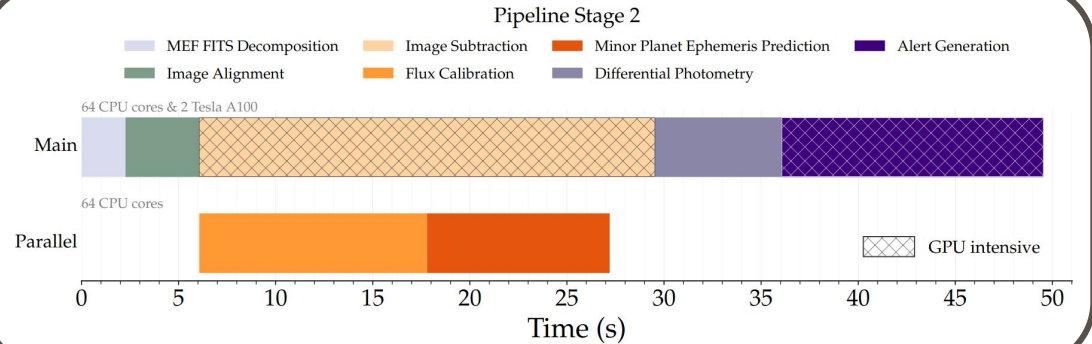 Pipeline Stage 2
MEF FITS Decomposition
Image Subtraction
Minor Planet Ephemeris Prediction
Alert Generation
Image Alignment
Flux Calibration
Differential Photometry
64 CPU cores & 2 Tesla A100
Main
64 CPU cores
Parallel
GPU intensive
0 5 10 15 20 25 30 35 40 45 50
Time (s)